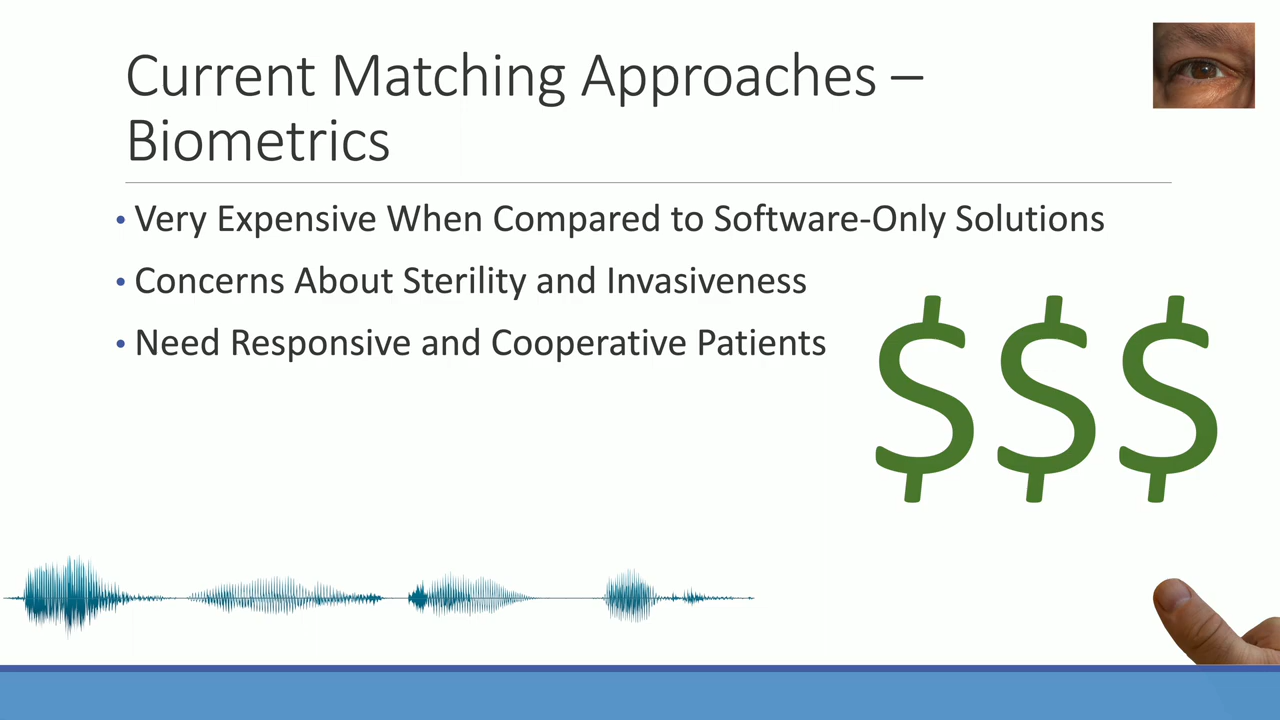 Current Matching Approaches –
Biometrics
• Very Expensive When Compared to Software-Only Solutions
• Concerns About Sterility and Invasiveness
• Need Responsive and Cooperative Patients
$$$